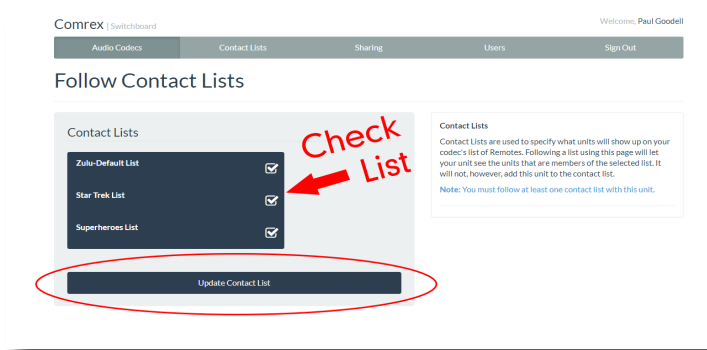 Comrex | Switchboard
Welcome, Paul Goodell
Audio Codecs Contact Lists Sharing Users Sign Out
Follow Contact Lists
Contact Lists
Zulu-Default List
Star Trek List
Superheroes List
Update Contact List
Check
List
Contact Lists
Contact Lists are used to specify what units will show up on your
codec's list of Remotes. Following a list using this page will let
your unit see the units that are members of the selected list. It
will not, however, add this unit to the contact list.
Note: You must follow at least one contact list with this unit.